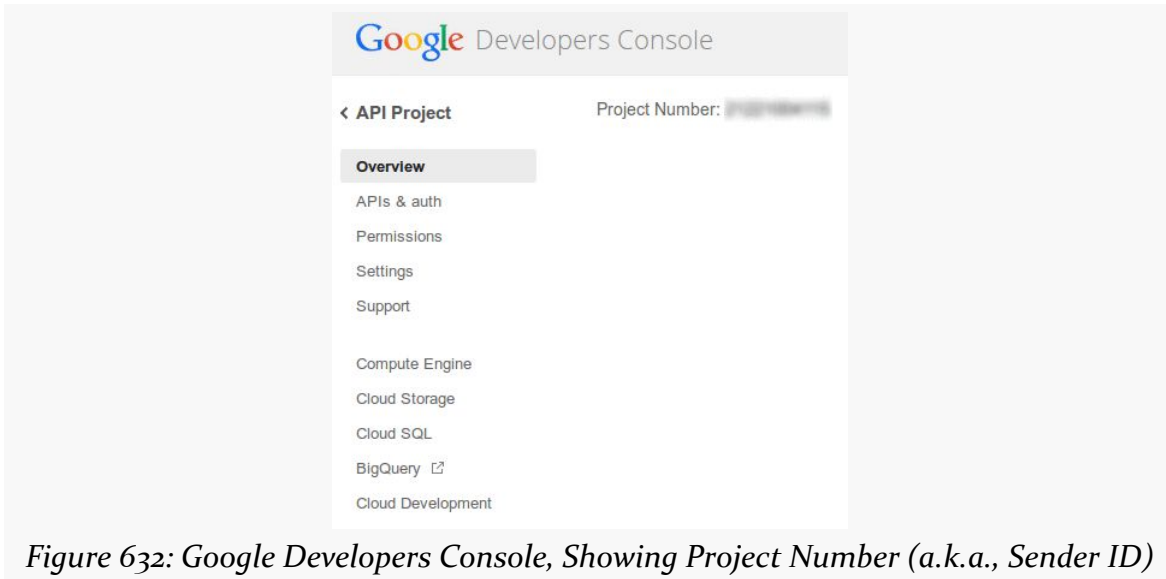 Google Developers Console
< API Project
Project Number:
Overview
APIs & auth
Permissions
Settings
Support
Compute Engine
Cloud Storage
Cloud SQL
BigQuery
Cloud Development
Figure 632: Google Developers Console, Showing Project Number (a.k.a., Sender ID)